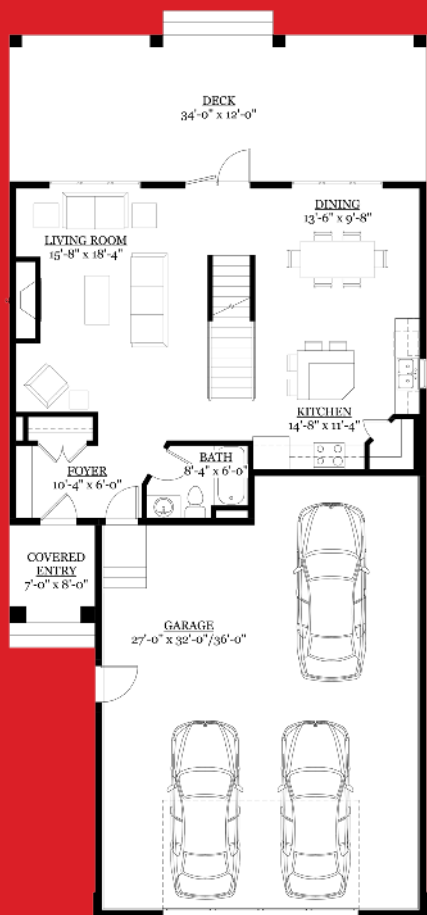 DECK
34'-0" x 12'-0"
DINING
13'-6" x 9'-8"
LIVING ROOM
15'-8" x 18'-4"
KITCHEN
14'-8" x 11'-4"
BATH
8'-4" x 6'-0"
FOYER
10'-4" x 6'-0"
COVERED
ENTRY
7'-0" x 8'-0"
GARAGE
27'-0" x 32'-0"/36'-0"